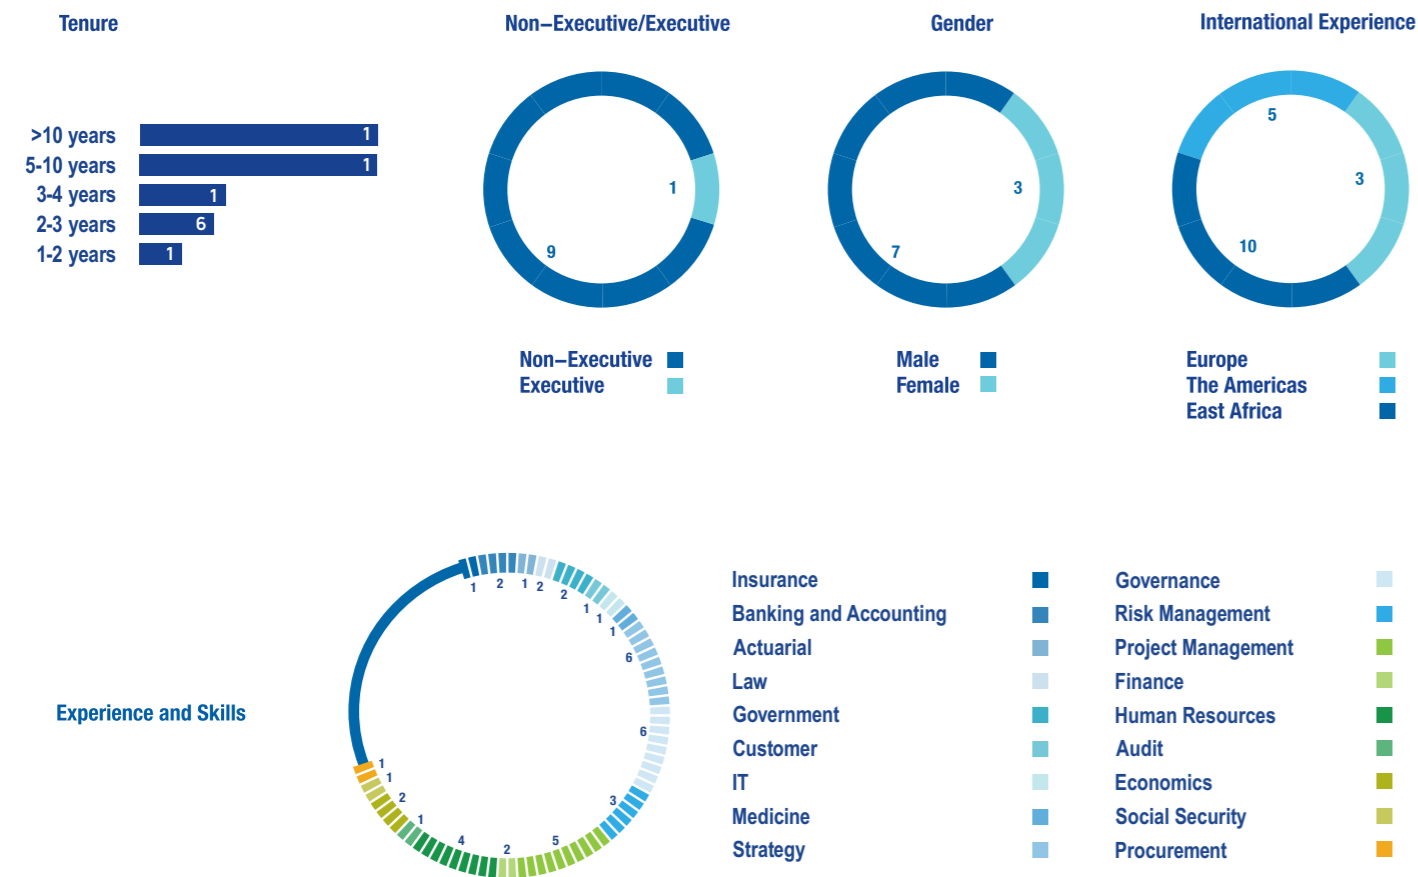 Tenure
>10 years 1
5-10 years 1
3-4 years 1
2-3 years 6
1-2 years 1
Non–Executive/Executive
1
9
Non–Executive
Executive
Gender
3
7
Male
Female
International Experience
5
3
10
Europe
The Americas
East Africa
Experience and Skills
1
2
1
2
2
1
1
1
6
6
3
5
2
4
1
2
1
1
Insurance
Banking and Accounting
Actuarial
Law
Government
Customer
IT
Medicine
Strategy
Governance
Risk Management
Project Management
Finance
Human Resources
Audit
Economics
Social Security
Procurement